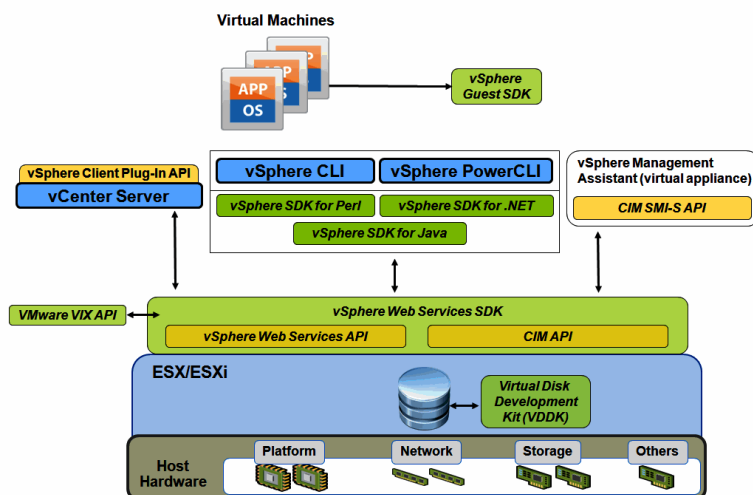 Virtual Machines
APP
APP
APP
OS
vSphere
Guest SDK
vSphere Client Plug-In API
vCenter Server
vSphere CLI
vSphere PowerCLI
vSphere SDK for Perl
vSphere SDK for .NET
vSphere SDK for Java
vSphere Management
Assistant (virtual appliance)
CIM SMI-S API
VMware VIX API
vSphere Web Services SDK
vSphere Web Services API
CIM API
ESX/ESXi
Virtual Disk
Development
Kit (VDDK)
Host
Hardware
Platform
Network
Storage
Others